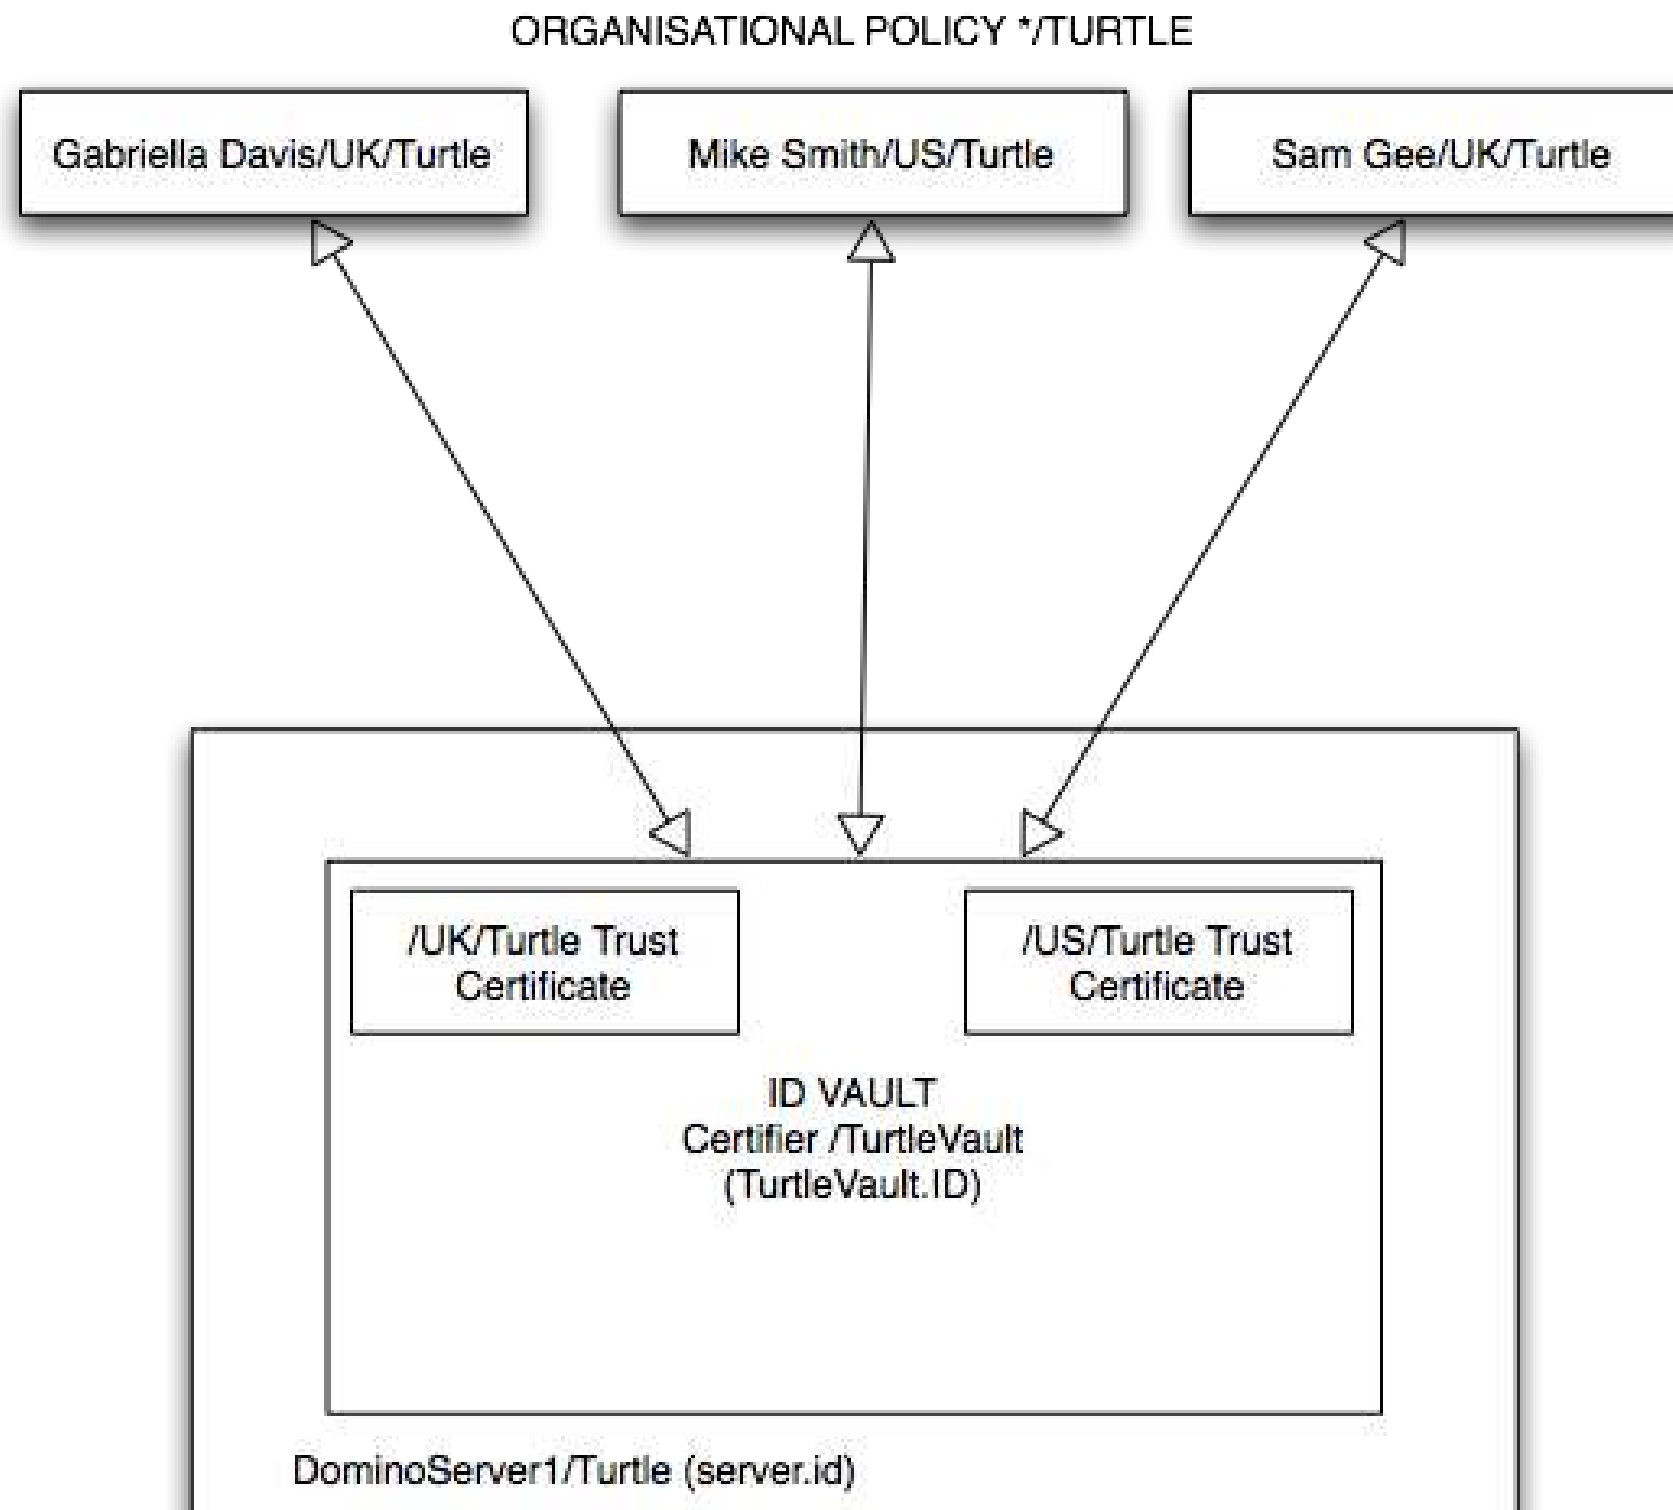 ORGANISATIONAL POLICY */TURTLE
Gabriella Davis/UK/Turtle
Mike Smith/US/Turtle
Sam Gee/UK/Turtle
/UK/Turtle Trust
Certificate
/US/Turtle Trust
Certificate
ID VAULT
Certifier /TurtleVault
(TurtleVault.ID)
DominoServer1/Turtle (server.id)